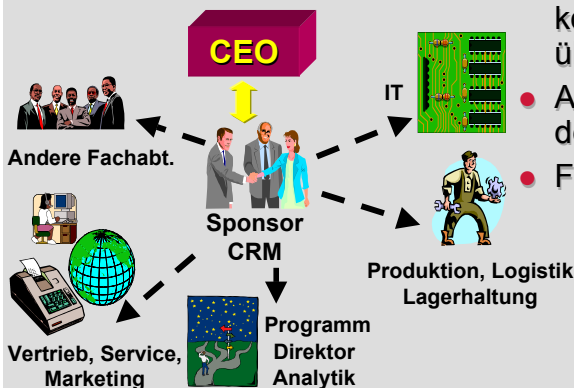 CEO
IT
Andere Fachabt.
Sponsor
CRM
Produktion, Logistik
Lagerhaltung
Vertrieb, Service,
Marketing
Programm
Direktor
Analytik